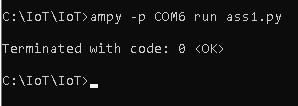 C:\IoT\IoT>ampy -p COM6 run ass1.py
Terminated with code: 0 <OK>
C:\IoT\IoT>